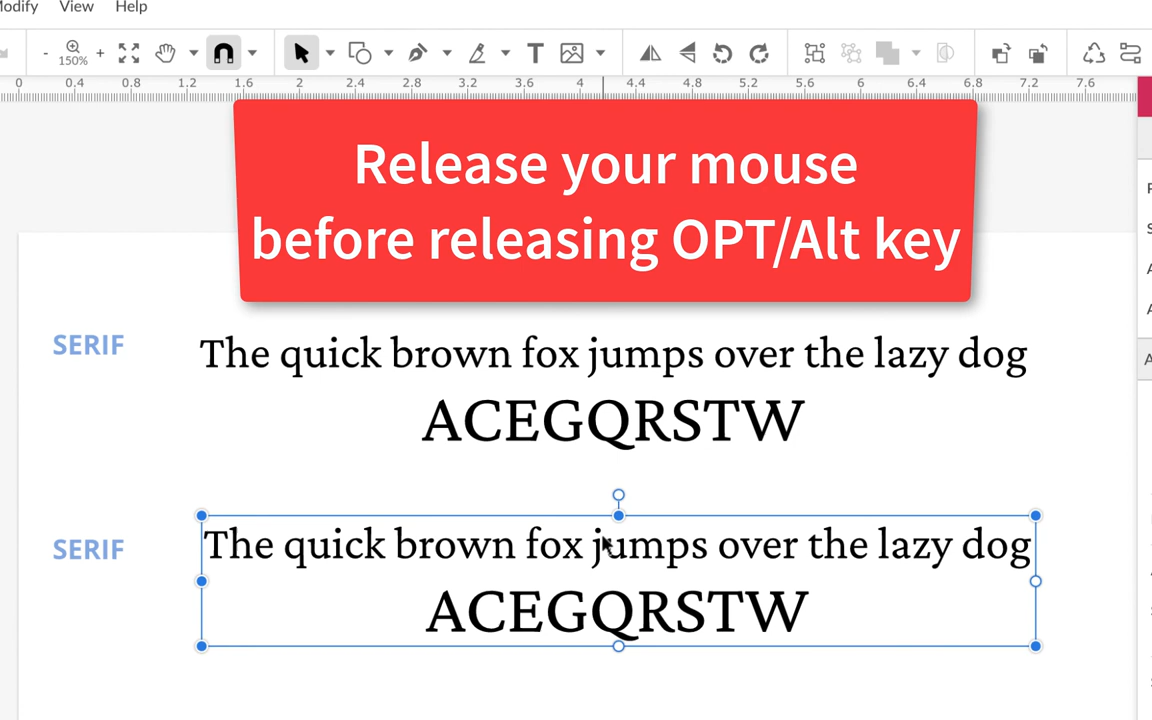 Modify View Help
150%
0 0.4 0.8 1.2 1.6 2 2.4 2.8 3.2 3.6 4 4.4 4.8 5.2 5.6 6 6.4 6.8 7.2 7.6
Release your mouse
before releasing OPT/Alt key
SERIF The quick brown fox jumps over the lazy dog
ACEGQRSTW
SERIF The quick brown fox jumps over the lazy dog
ACEGQRSTW